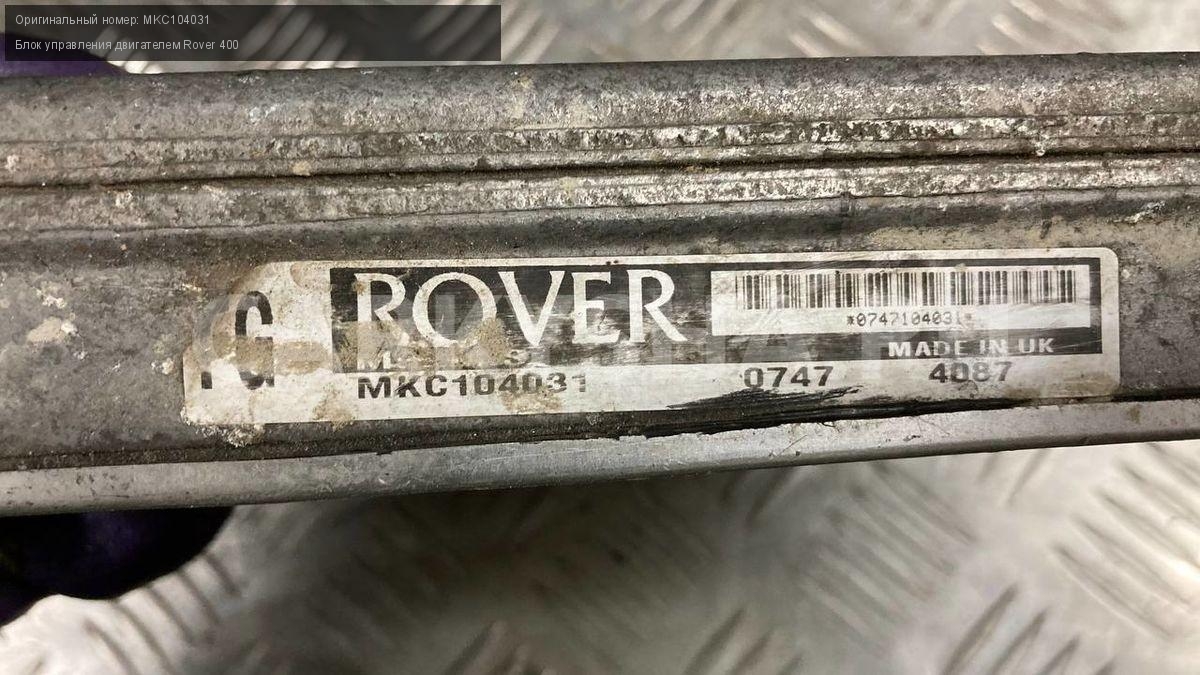 Оригинальный номер: MKC104031
Блок управления двигателем Rover 400
G
ROVER
*0747104031*
MADE IN UK
MKC104031 0747 4087